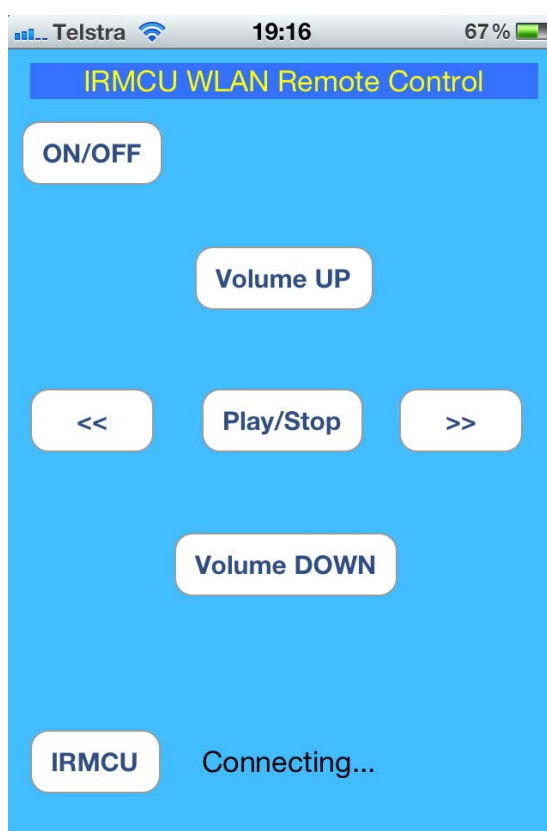 Telstra 19:16 67%
IRMCU WLAN Remote Control
ON/OFF
Volume UP
<< Play/Stop >>
Volume DOWN
IRMCU Connecting...